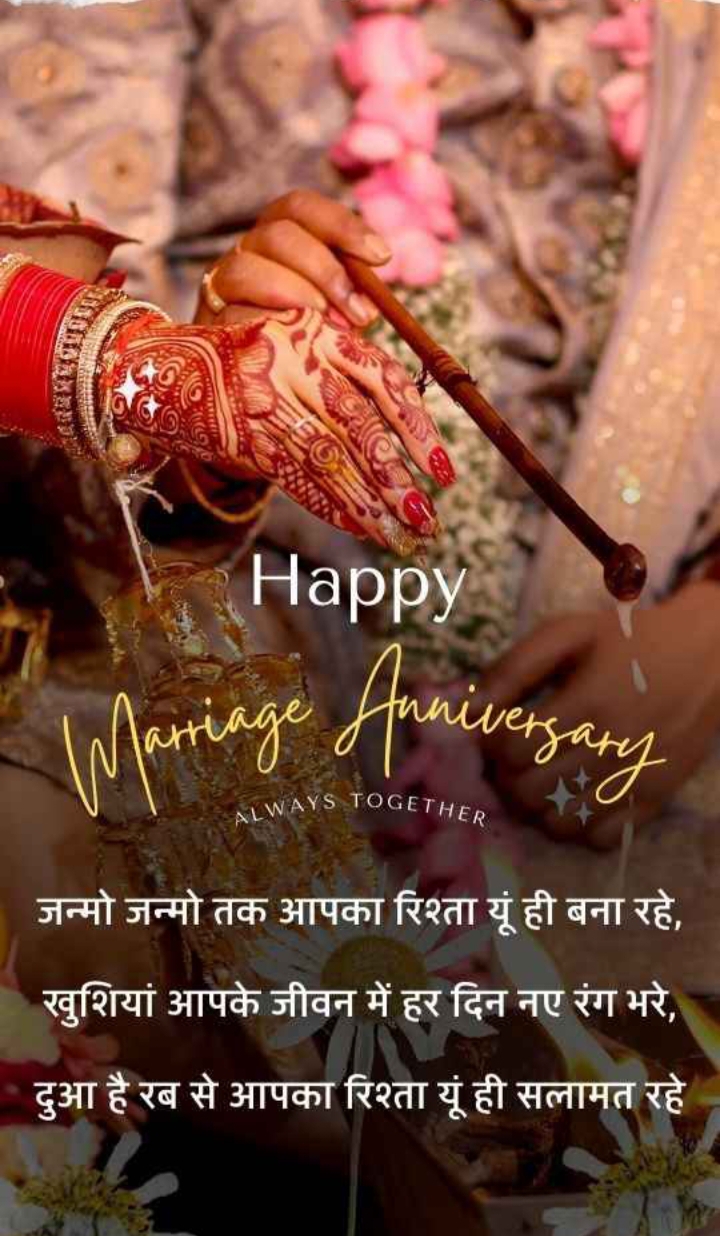 Happy
Marriage Anniversary
ALWAYS TOGETHER
जन्मो जन्मो तक आपका रिश्ता यूं ही बना रहे,
खुशियां आपके जीवन में हर दिन नए रंग भरे,
दुआ है रब से आपका रिश्ता यूं ही सलामत रहे